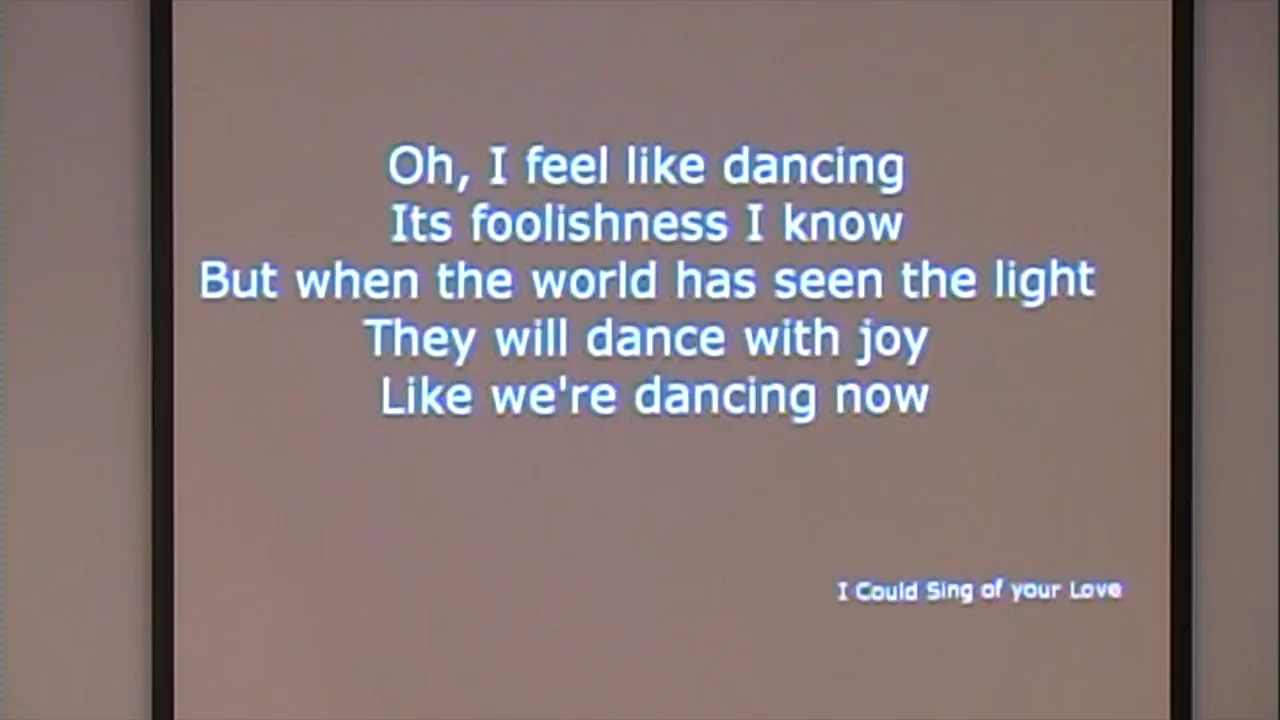 Oh, I feel like dancing
Its foolishness I know
But when the world has seen the light
They will dance with joy
Like we're dancing now
I Could Sing of your Love